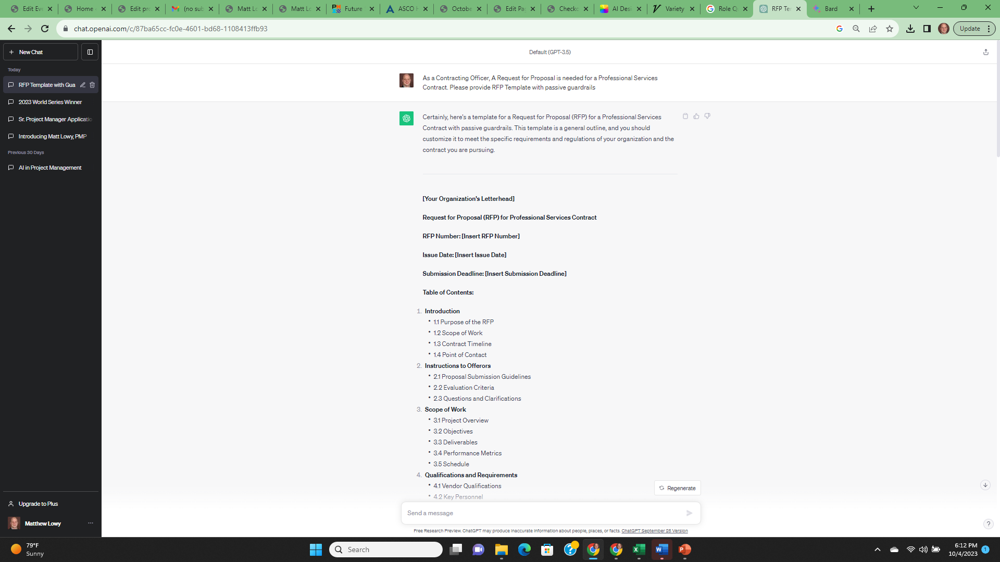 Edit Eve
Home
Edit pro
(no sub
Matt Lo
Matt Lo
Future
ASCO H
Octobe
Edit Pa
Checko
AI Desi
Variety
Role Q
RFP Ter
Bard
chat.openai.com/c/87ba65cc-fc0e-4601-bd68-1108413ffb93
Update
New Chat
Default (GPT-3.5)
Today
RFP Template with Gua
2023 World Series Winner
Sr. Project Manager Applicatio
Introducing Matt Lowy, PMP
Previous 30 Days
AI in Project Management
As a Contracting Officer, A Request for Proposal is needed for a Professional Services
Contract. Please provide RFP Template with passive guardrails
Certainly, here's a template for a Request for Proposal (RFP) for a Professional Services
Contract with passive guardrails. This template is a general outline, and you should
customize it to meet the specific requirements and regulations of your organization and the
contract you are pursuing.
[Your Organization's Letterhead]
Request for Proposal (RFP) for Professional Services Contract
RFP Number: [Insert RFP Number]
Issue Date: [Insert Issue Date]
Submission Deadline: [Insert Submission Deadline]
Table of Contents:
1. Introduction
• 1.1 Purpose of the RFP
• 1.2 Scope of Work
• 1.3 Contract Timeline
• 1.4 Point of Contact
2. Instructions to Offerors
• 2.1 Proposal Submission Guidelines
• 2.2 Evaluation Criteria
• 2.3 Questions and Clarifications
3. Scope of Work
• 3.1 Project Overview
• 3.2 Objectives
• 3.3 Deliverables
• 3.4 Performance Metrics
• 3.5 Schedule
4. Qualifications and Requirements
• 4.1 Vendor Qualifications
• 4.2 Key Personnel
Regenerate
Send a message
Free Research Preview. ChatGPT may produce inaccurate information about people, places, or facts. ChatGPT September 25 Version
?
Upgrade to Plus
Matthew Lowy
79°F
Sunny
Search
6:12 PM
10/4/2023
1